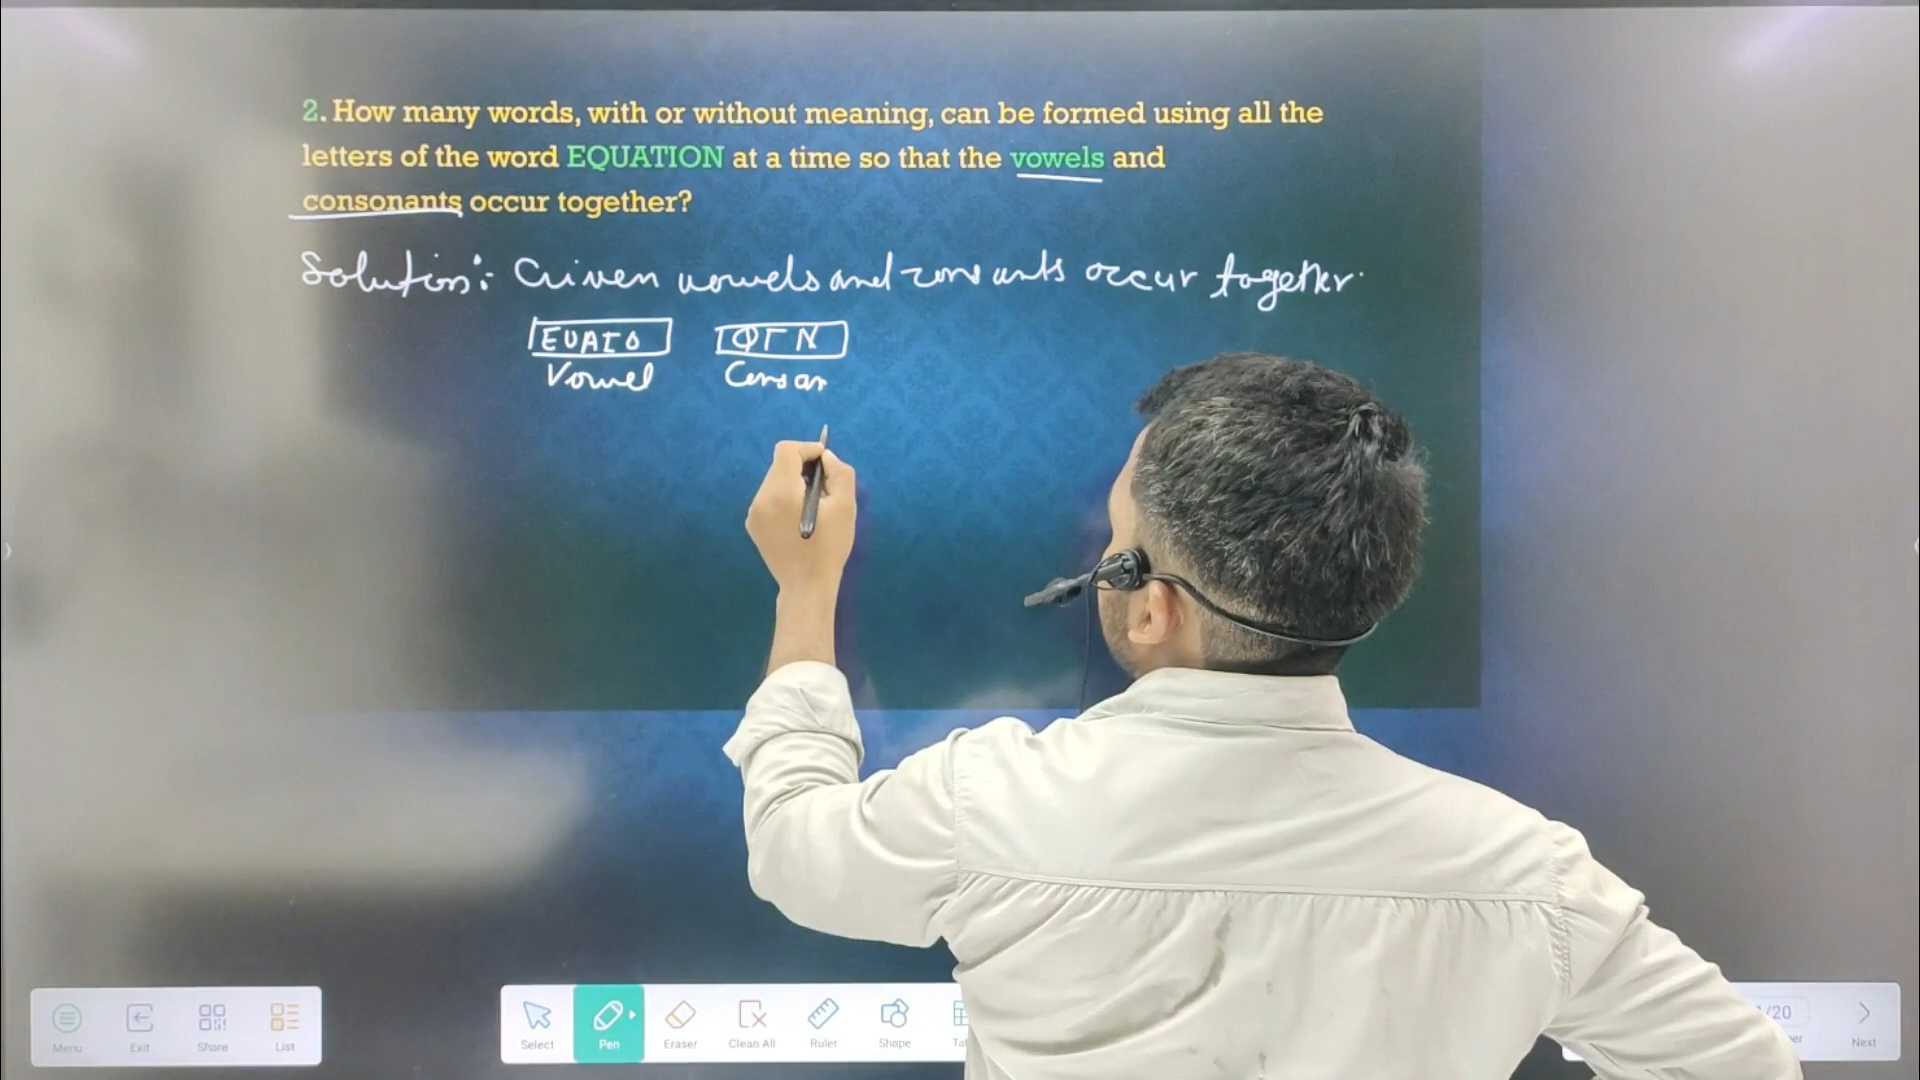 2. How many words, with or without meaning, can be formed using all the
letters of the word EQUATION at a time so that the vowels and
consonants occur together?
Solution:- Given vowels and consonants occur together.
EUAIO QTN
Vowel Conson
Menu Exit Share List Select Pen Eraser Clean All Ruler Shape /20 Next